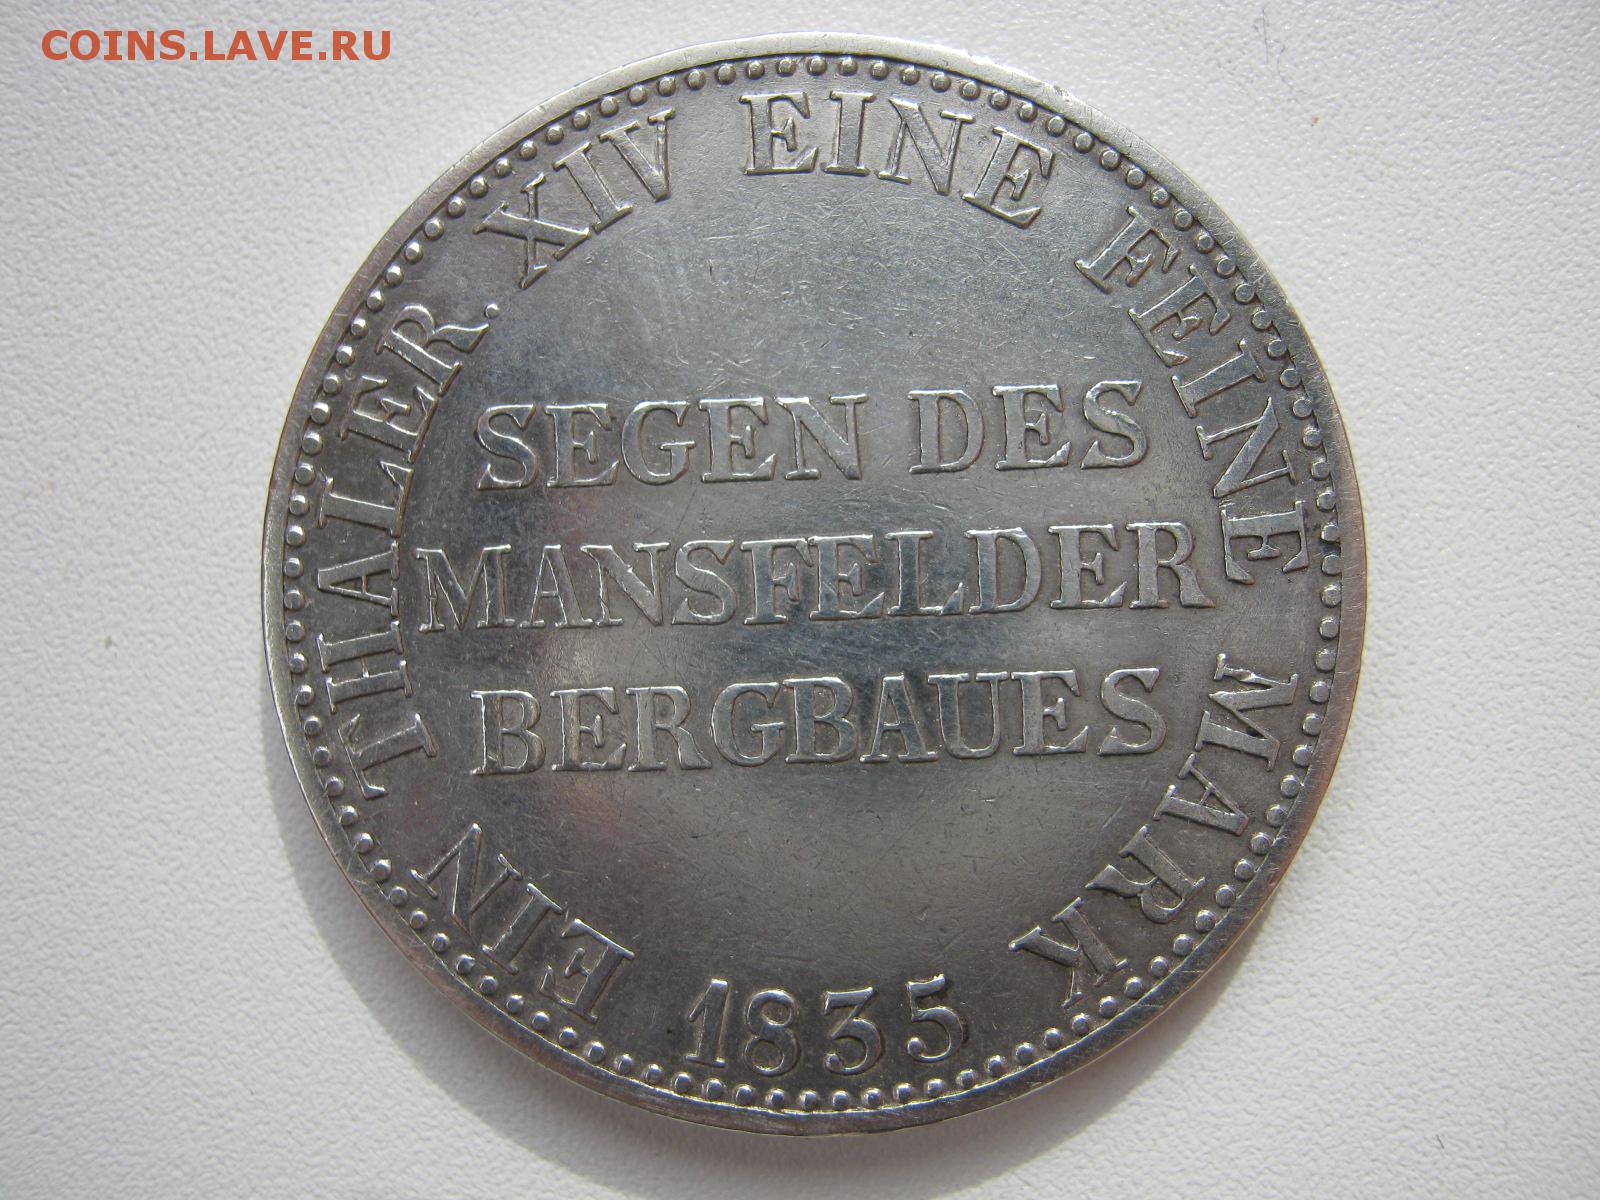 COINS.LAVE.RU
EIN THALER. XIV EINE FEINE MARK
SEGEN DES
MANSFELDER
BERGBAUES
1835